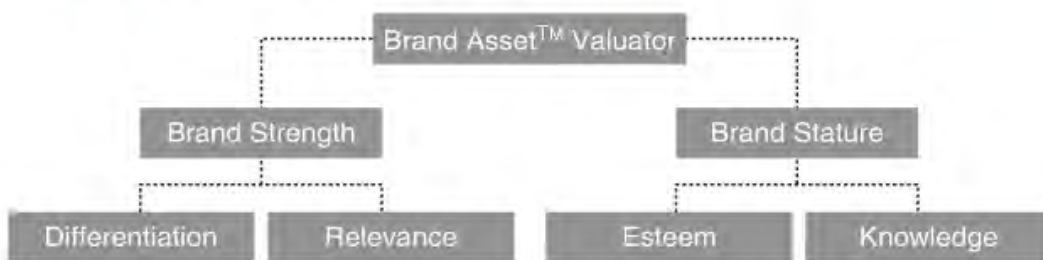 Brand Asset™ Valuator
Brand Strength
Brand Stature
Differentiation
Relevance
Esteem
Knowledge